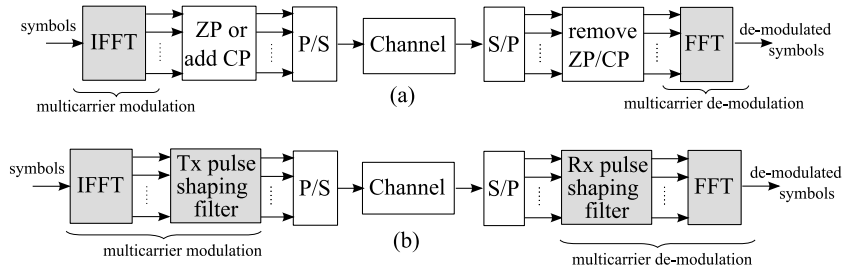 symbols
IFFT
ZP or
add CP
P/S
Channel
S/P
remove
ZP/CP
FFT
de-modulated
symbols
multicarrier modulation
(a)
multicarrier de-modulation
symbols
IFFT
Tx pulse
shaping
filter
P/S
Channel
S/P
Rx pulse
shaping
filter
FFT
de-modulated
symbols
multicarrier modulation
(b)
multicarrier de-modulation